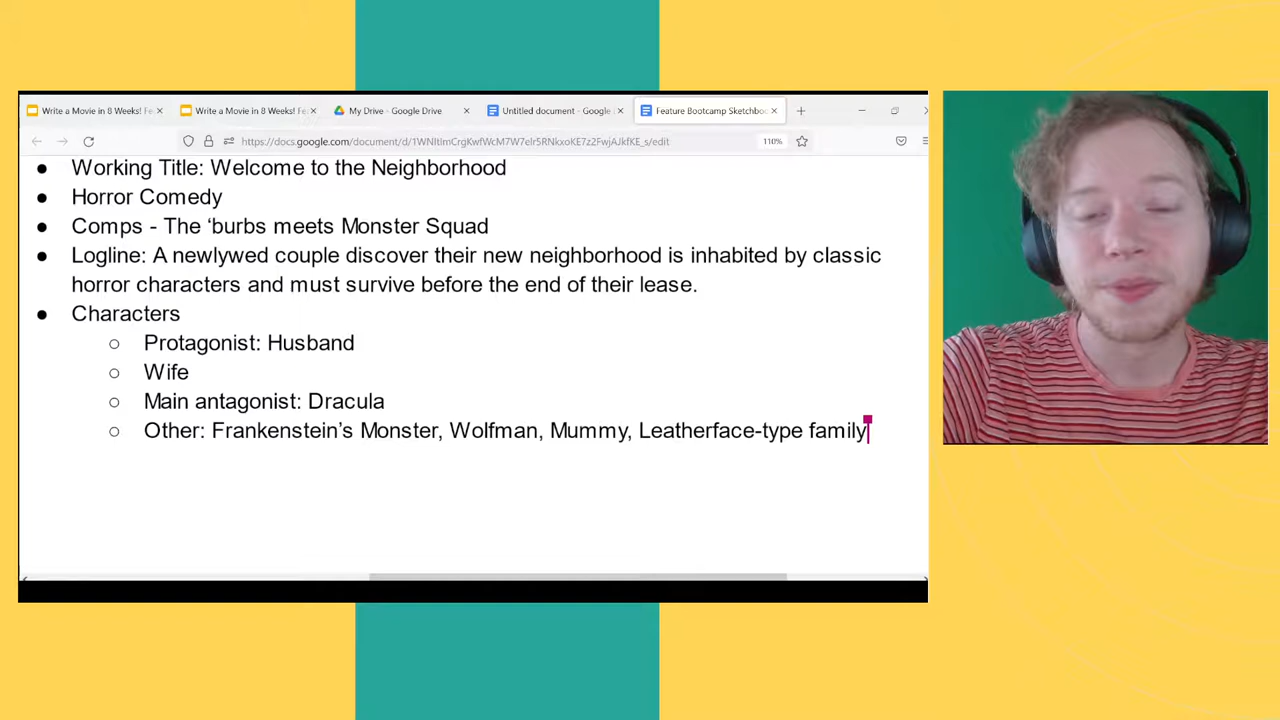 Write a Movie in 8 Weeks! Fe
Write a Movie in 8 Weeks! Fe
My Drive - Google Drive
Untitled document - Google
Feature Bootcamp Sketchboo
110%
● Working Title: Welcome to the Neighborhood
● Horror Comedy
● Comps - The ‘burbs meets Monster Squad
● Logline: A newlywed couple discover their new neighborhood is inhabited by classic
horror characters and must survive before the end of their lease.
● Characters
○ Protagonist: Husband
○ Wife
○ Main antagonist: Dracula
○ Other: Frankenstein’s Monster, Wolfman, Mummy, Leatherface-type family